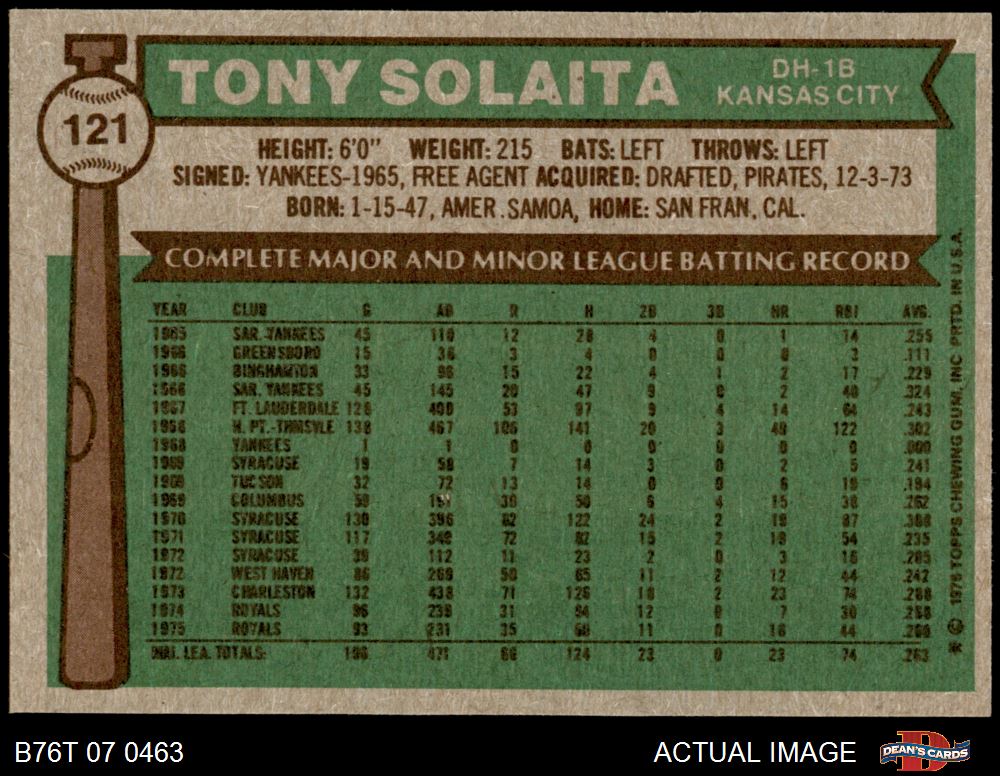 121
TONY SOLAITA
DH-1B
KANSAS CITY
HEIGHT: 6'0" WEIGHT: 215 BATS: LEFT THROWS: LEFT
SIGNED: YANKEES-1965, FREE AGENT ACQUIRED: DRAFTED, PIRATES, 12-3-73
BORN: 1-15-47, AMER. SAMOA, HOME: SAN FRAN, CAL.
COMPLETE MAJOR AND MINOR LEAGUE BATTING RECORD
YEAR CLUB G AB R H 2B 3B HR RBI AVG.
1965 SAR. YANKEES 45 110 12 28 4 0 1 14 .255
1966 GREENSBORO 15 36 3 4 0 0 0 3 .111
1966 BINGHAMTON 33 96 15 22 4 1 2 17 .229
1966 SAR. YANKEES 45 145 20 47 9 0 2 40 .324
1967 FT. LAUDERDALE 126 400 53 97 9 4 14 64 .243
1968 H. PT.-THMSVLE 138 467 106 141 20 3 49 122 .302
1968 YANKEES 1 1 0 0 0 0 0 0 .000
1969 SYRACUSE 19 58 7 14 3 0 2 5 .241
1969 TUCSON 32 72 13 14 0 0 6 19 .194
1969 COLUMBUS 59 191 39 50 6 4 15 38 .262
1970 SYRACUSE 130 396 82 122 24 2 19 87 .308
1971 SYRACUSE 117 349 72 82 15 2 19 54 .235
1972 SYRACUSE 39 112 11 23 2 0 3 16 .205
1972 WEST HAVEN 86 269 50 65 11 2 12 44 .242
1973 CHARLESTON 132 438 71 126 18 2 23 74 .288
1974 ROYALS 96 239 31 64 12 0 7 30 .268
1975 ROYALS 93 231 35 60 11 0 16 44 .260
MAJ. LEA. TOTALS: 190 471 66 124 23 0 23 74 .263
* © 1976 TOPPS CHEWING GUM, INC. PRTD. IN U.S.A.
B76T 07 0463
ACTUAL IMAGE
DEAN'S CARDS